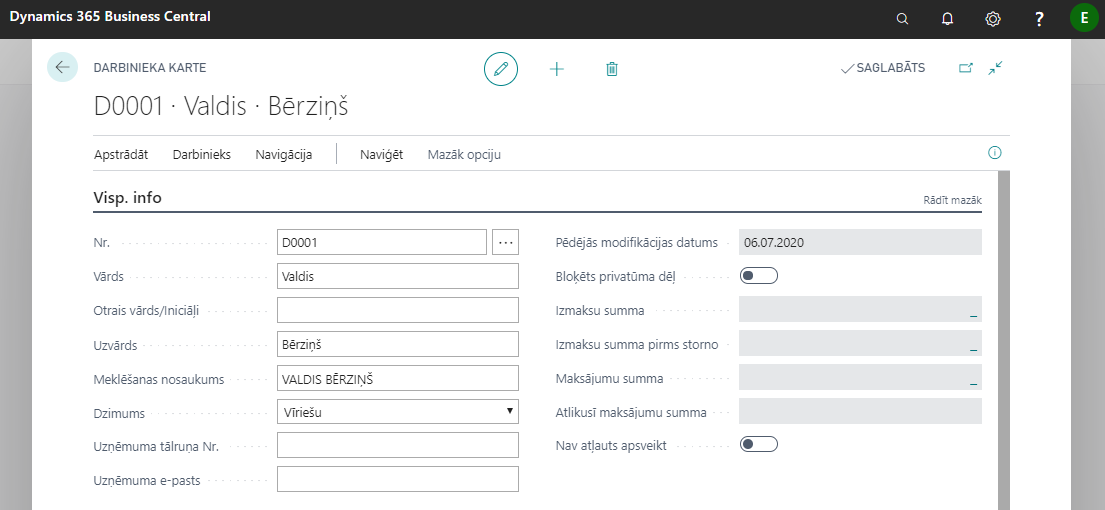 Dynamics 365 Business Central
?
E
DARBINIEKA KARTE
SAGLABĀTS
D0001 · Valdis · Bērziņš
Apstrādāt Darbinieks Navigācija Naviģēt Mazāk opciju
Visp. info
Rādīt mazāk
Nr. D0001 ...
Vārds Valdis
Otrais vārds/Iniciāļi
Uzvārds Bērziņš
Meklēšanas nosaukums VALDIS BĒRZIŅŠ
Dzimums Vīriešu
Uzņēmuma tālruņa Nr.
Uzņēmuma e-pasts
Pēdējās modifikācijas datums 06.07.2020
Bloķēts privatūma dēļ
Izmaksu summa _
Izmaksu summa pirms storno _
Maksājumu summa _
Atlikusī maksājumu summa
Nav atļauts apsveikt